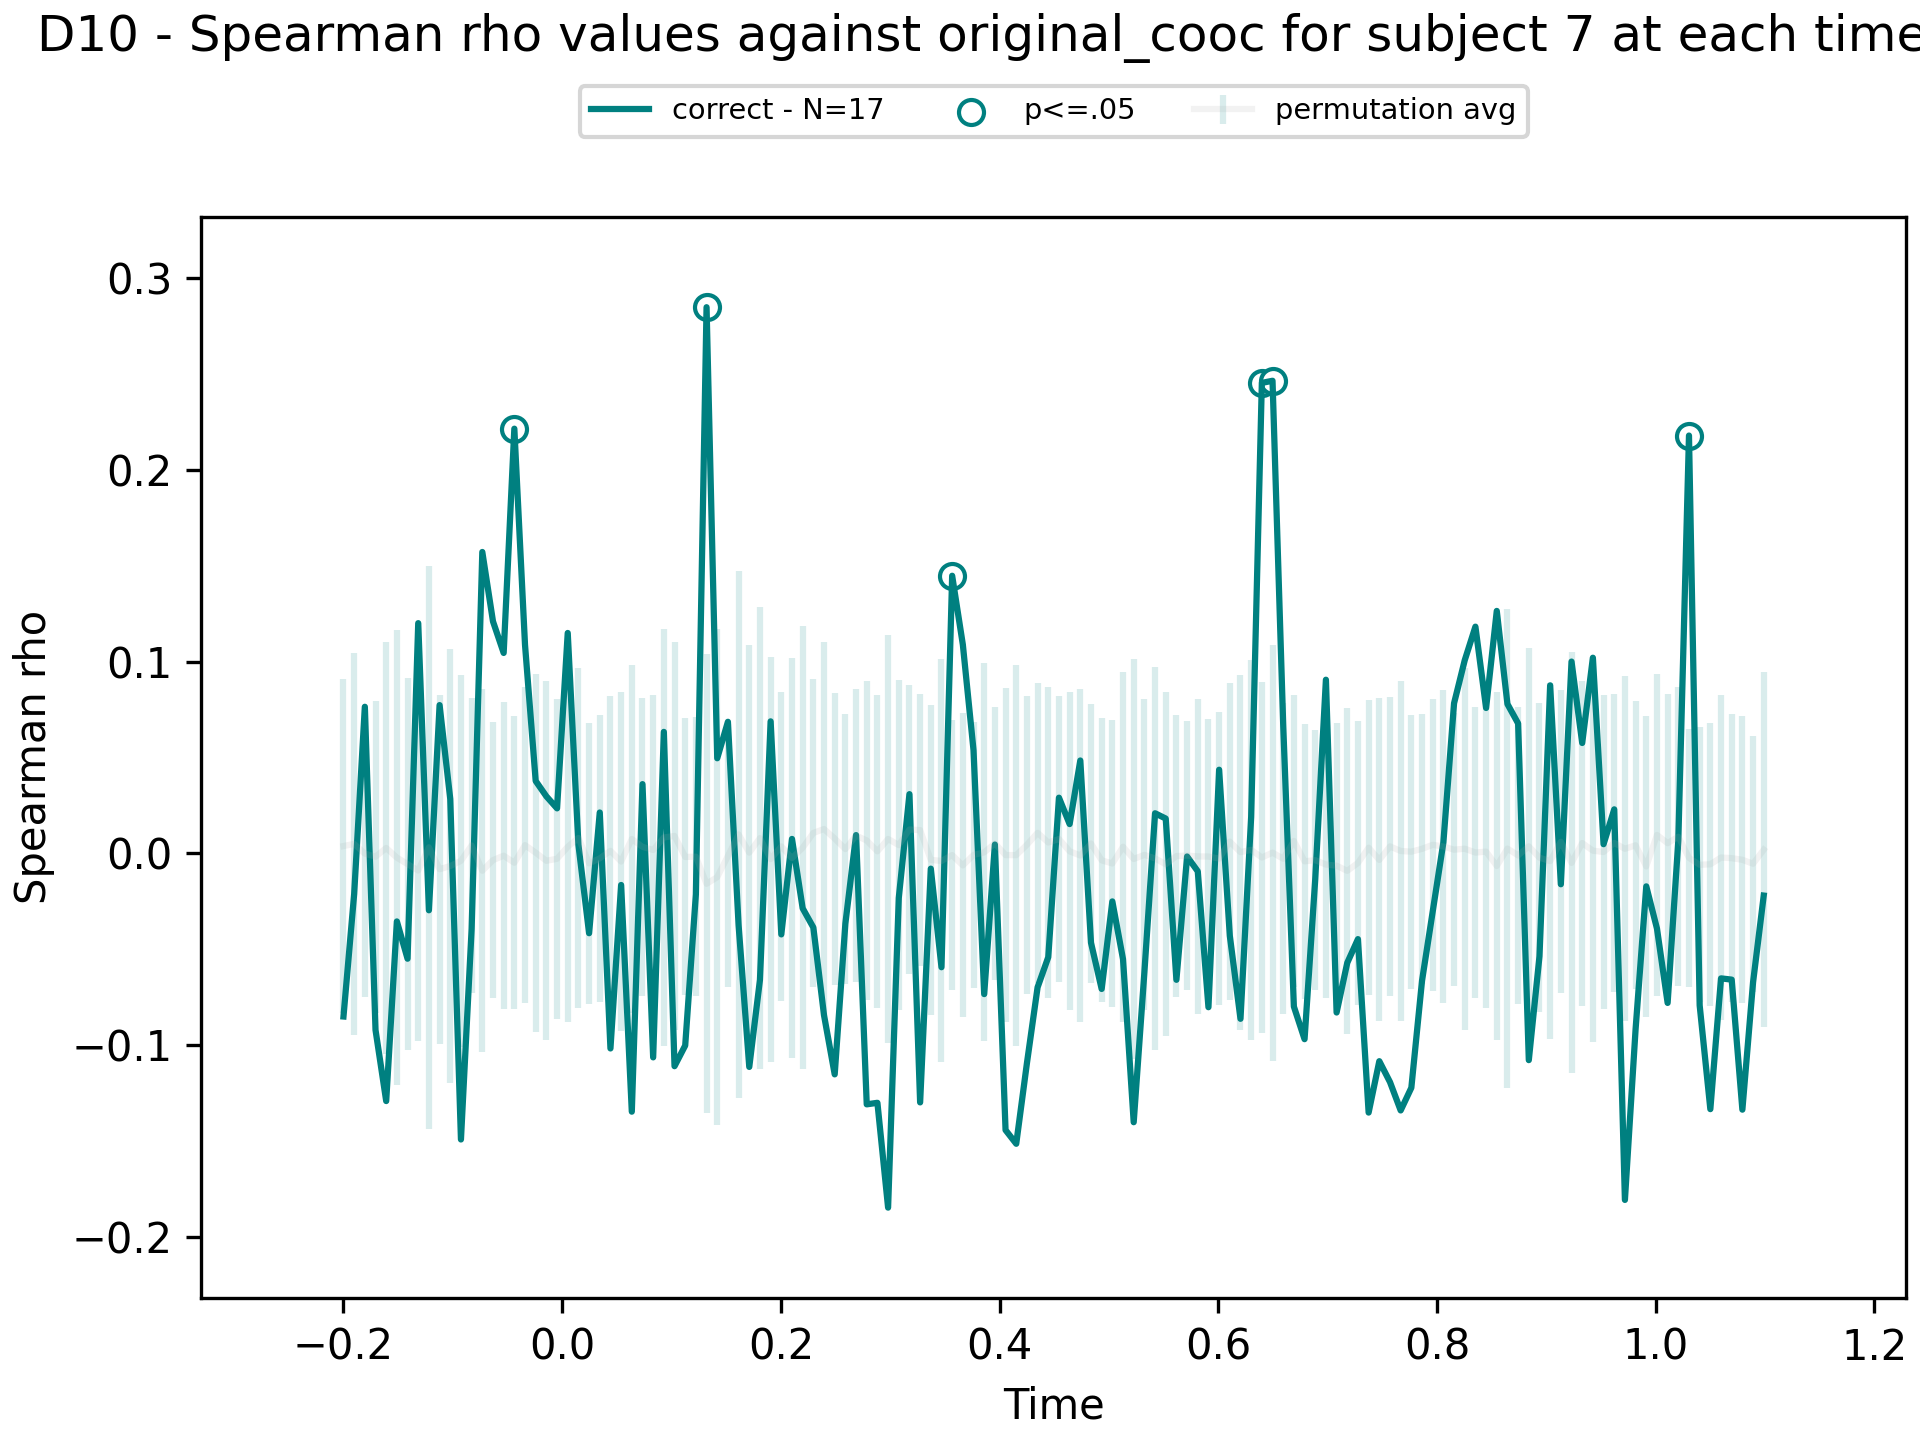 D10 - Spearman rho values against original_cooc for subject 7 at each time
correct - N=17 p<=.05 permutation avg
0.3
0.2
0.1
0.0
−0.1
−0.2
Spearman rho
−0.2 0.0 0.2 0.4 0.6 0.8 1.0 1.2
Time